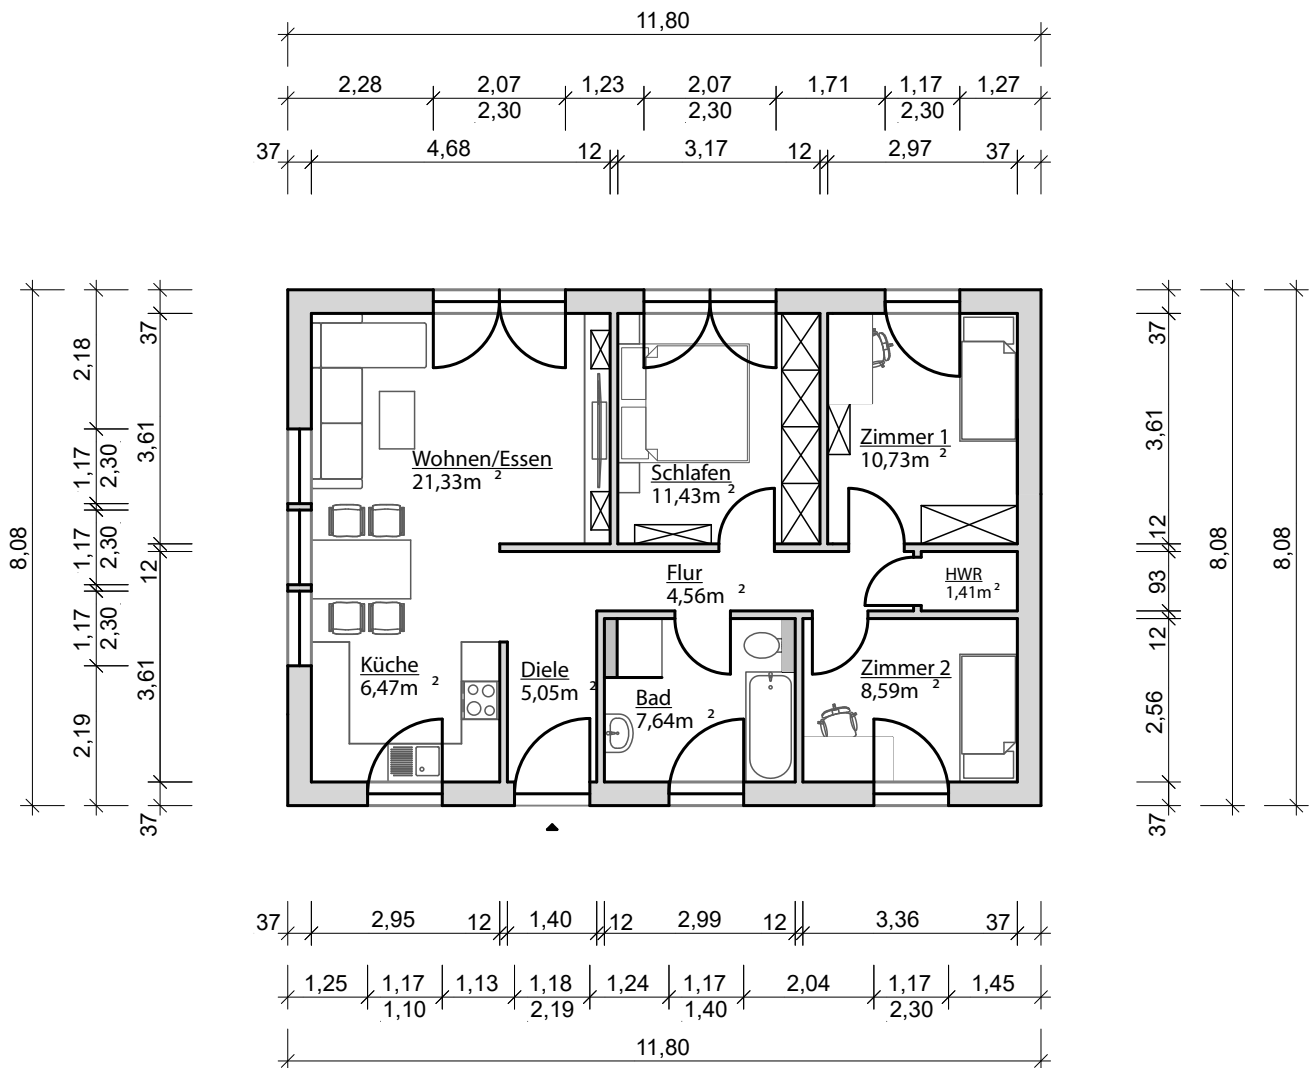 11,80
2,28 2,07 1,23 2,07 1,71 1,17 1,27
2,30 2,30 2,30
37 4,68 12 3,17 12 2,97 37
8,08
2,18
1,17
2,30
1,17
2,30
1,17
2,30
2,19
37
3,61
12
3,61
37
Wohnen/Essen
21,33m ²
Schlafen
11,43m ²
Zimmer 1
10,73m ²
Flur
4,56m ²
HWR
1,41m ²
Küche
6,47m ²
Diele
5,05m ²
Bad
7,64m ²
Zimmer 2
8,59m ²
37
3,61
12
93
12
2,56
37
8,08
8,08
37 2,95 12 1,40 12 2,99 12 3,36 37
1,25 1,17 1,13 1,18 1,24 1,17 2,04 1,17 1,45
1,10 2,19 1,40 2,30
11,80